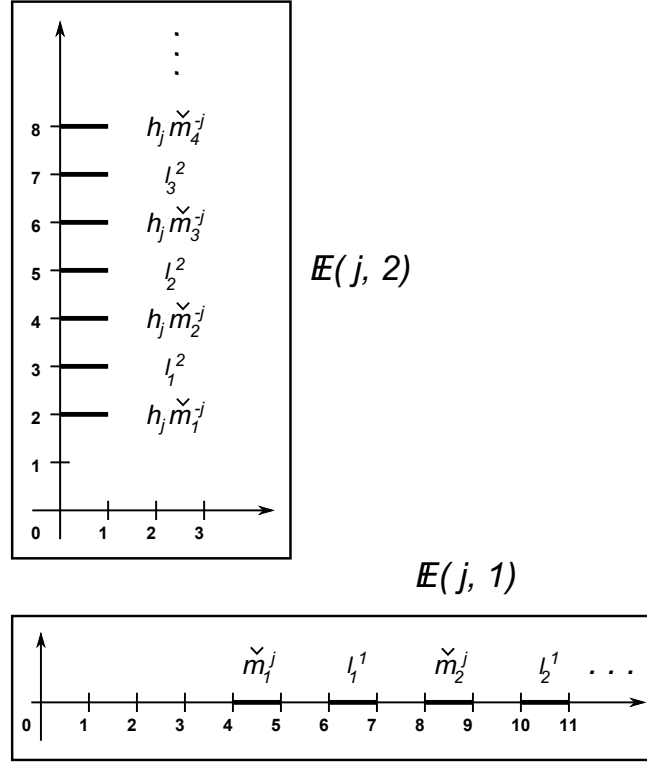 .
.
.
8 h_j m̌_4^{-j}
7 l_3^2
6 h_j m̌_3^{-j}
5 l_2^2
4 h_j m̌_2^{-j}
3 l_1^2
2 h_j m̌_1^{-j}
1
0 1 2 3
𝔼( j, 2)
𝔼( j, 1)
m̌_1^j l_1^1 m̌_2^j l_2^1 . . .
0 1 2 3 4 5 6 7 8 9 10 11